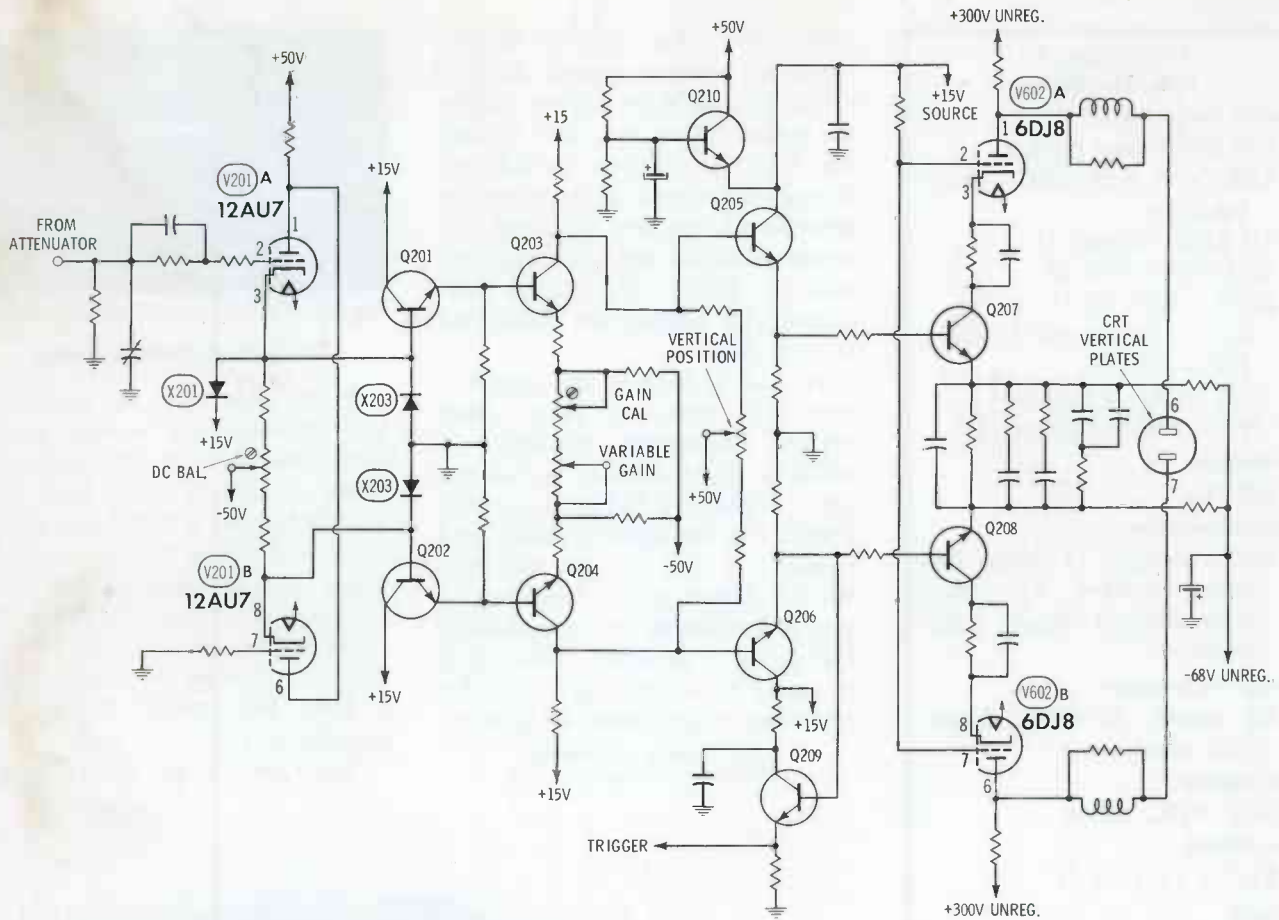 +300V UNREG.
+50V
+50V
Q210
+15V
SOURCE
V602 A
6DJ8
1
2
3
+15
V201 A
12AU7
FROM
ATTENUATOR
1
2
3
+15V
Q201
Q203
Q205
Q207
VERTICAL
POSITION
CRT
VERTICAL
PLATES
X201
+15V
X203
GAIN
CAL
6
DC BAL.
-50V
VARIABLE
GAIN
+50V
7
X203
Q208
V201 B
12AU7
Q202
Q204
-50V
8
7
6
Q206
-68V UNREG.
+15V
+15V
V602 B
6DJ8
8
7
6
Q209
+15V
TRIGGER
+300V UNREG.